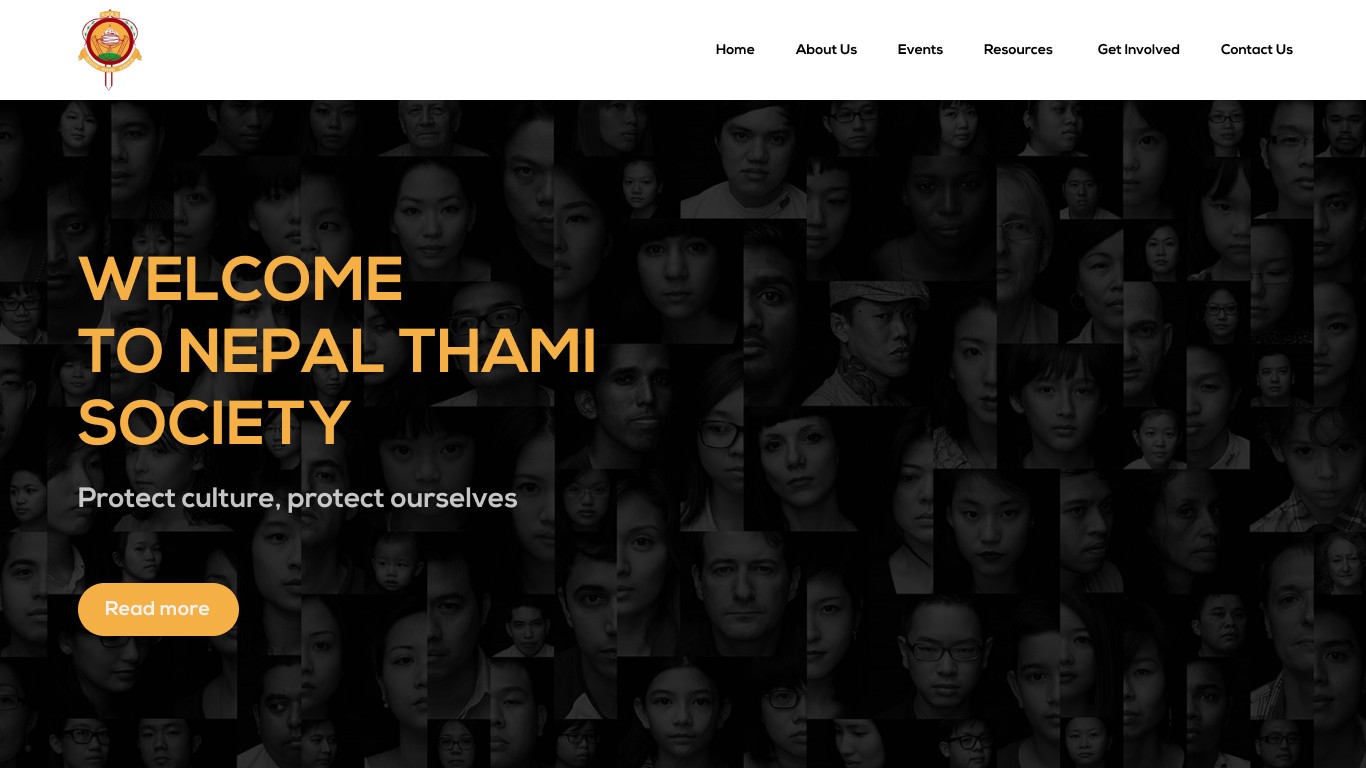 Home About Us Events Resources Get Involved Contact Us
WELCOME
TO NEPAL THAMI
SOCIETY
Protect culture, protect ourselves
Read more